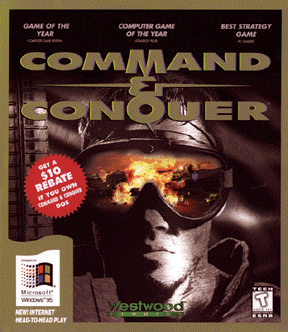 GAME OF THE
YEAR
COMPUTER GAME REVIEW
COMPUTER GAME
OF THE YEAR
STRATEGY PLUS
BEST STRATEGY
GAME
PC GAMER
COMMAND
&
CONQUER
GET A
$10
REBATE
IF YOU OWN
COMMAND & CONQUER
DOS
Microsoft®
Windows®95
NEW! INTERNET
HEAD-TO-HEAD PLAY
westwood
STUDIOS
TEEN
T
ESRB